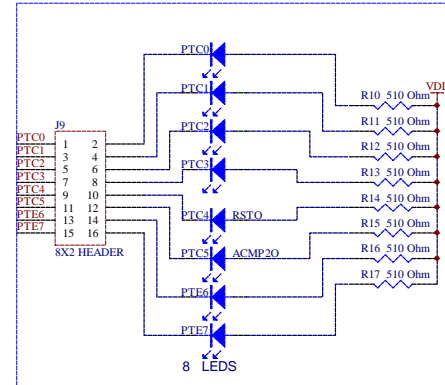 PTC0
PTC1
PTC2
PTC3
PTC4 RSTO
PTC5 ACMP2O
PTE6
PTE7
8 LEDS
J9
PTC0 1 2
PTC1 3 4
PTC2 5 6
PTC3 7 8
PTC4 9 10
PTC5 11 12
PTE6 13 14
PTE7 15 16
8X2 HEADER
R10 510 Ohm
R11 510 Ohm
R12 510 Ohm
R13 510 Ohm
R14 510 Ohm
R15 510 Ohm
R16 510 Ohm
R17 510 Ohm